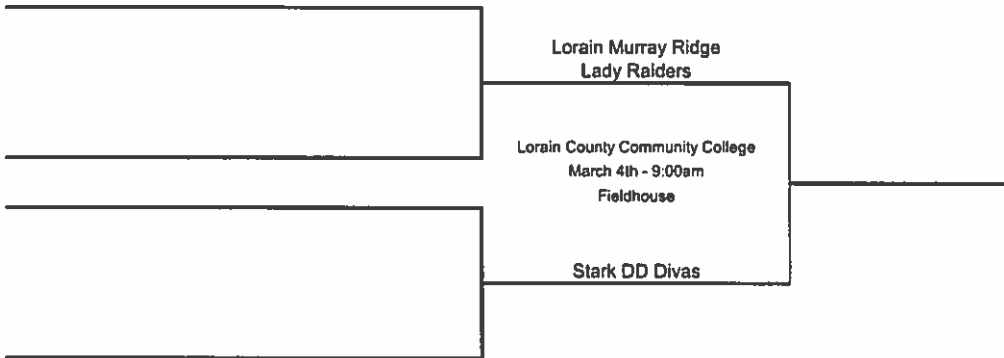 Lorain Murray Ridge
Lady Raiders
Lorain County Community College
March 4th - 9:00am
Fieldhouse
Stark DD Divas